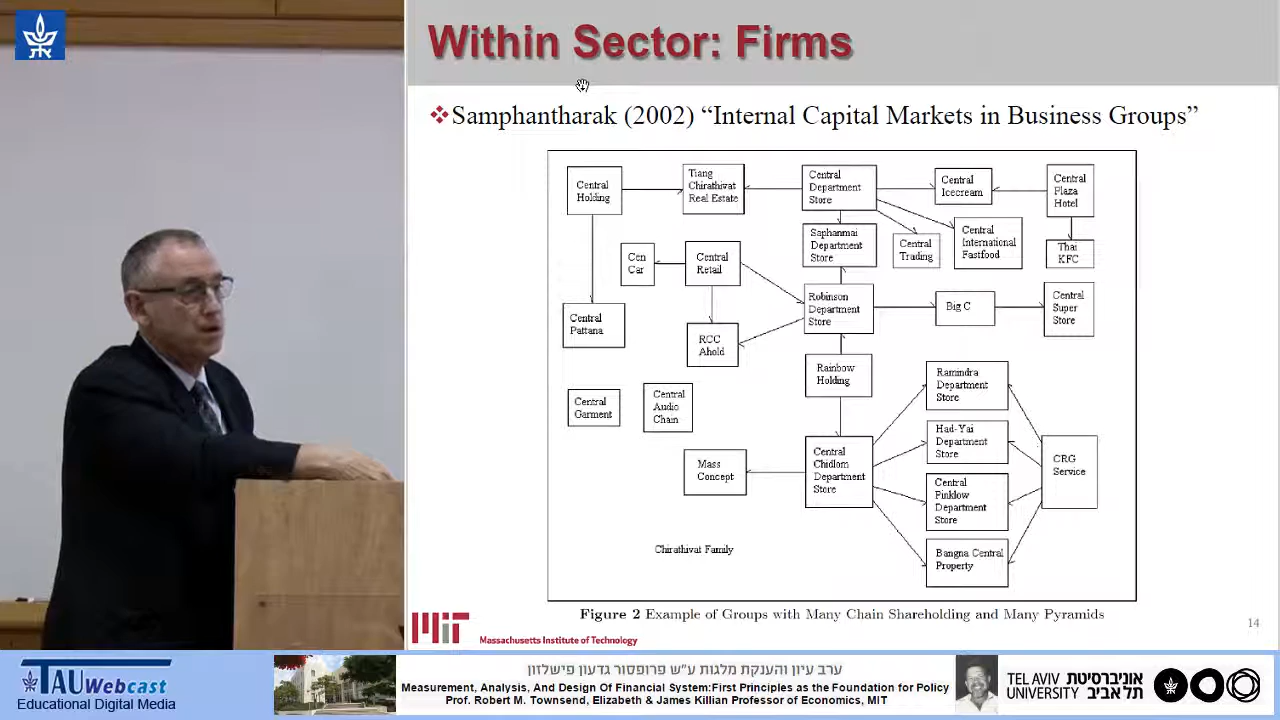 Within Sector: Firms
Samphantharak (2002) “Internal Capital Markets in Business Groups”
Central
Holding
Tiang
Chirathivat
Real Estate
Central
Department
Store
Central
Icecream
Central
Plaza
Hotel
Saphanmai
Department
Store
Central
Trading
Central
International
Fastfood
Thai
KFC
Cen
Car
Central
Retail
Central
Pattana
RCC
Ahold
Robinson
Department
Store
Big C
Central
Super
Store
Rainbow
Holding
Ramindra
Department
Store
Central
Garment
Central
Audio
Chain
Had-Yai
Department
Store
Mass
Concept
Central
Chidlom
Department
Store
CRG
Service
Central
Pinklow
Department
Store
Bangna Central
Property
Chirathivat Family
Figure 2 Example of Groups with Many Chain Shareholding and Many Pyramids
14
MIT
Massachusetts Institute of Technology
TAU Webcast
Educational Digital Media
ערב עיון והענקת מלגות ע"ש פרופסור גדעון פישלזון
Measurement, Analysis, And Design Of Financial System:First Principles as the Foundation for Policy
Prof. Robert M. Townsend, Elizabeth & James Killian Professor of Economics, MIT
TEL AVIV אוניברסיטת
UNIVERSITY תל אביב